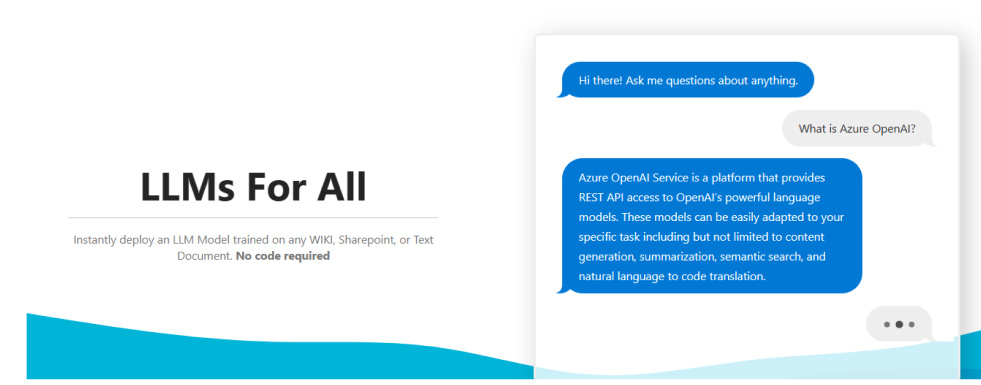 LLMs For All
Instantly deploy an LLM Model trained on any WIKI, Sharepoint, or Text
Document. No code required
Hi there! Ask me questions about anything.
What is Azure OpenAI?
Azure OpenAI Service is a platform that provides
REST API access to OpenAI's powerful language
models. These models can be easily adapted to your
specific task including but not limited to content
generation, summarization, semantic search, and
natural language to code translation.